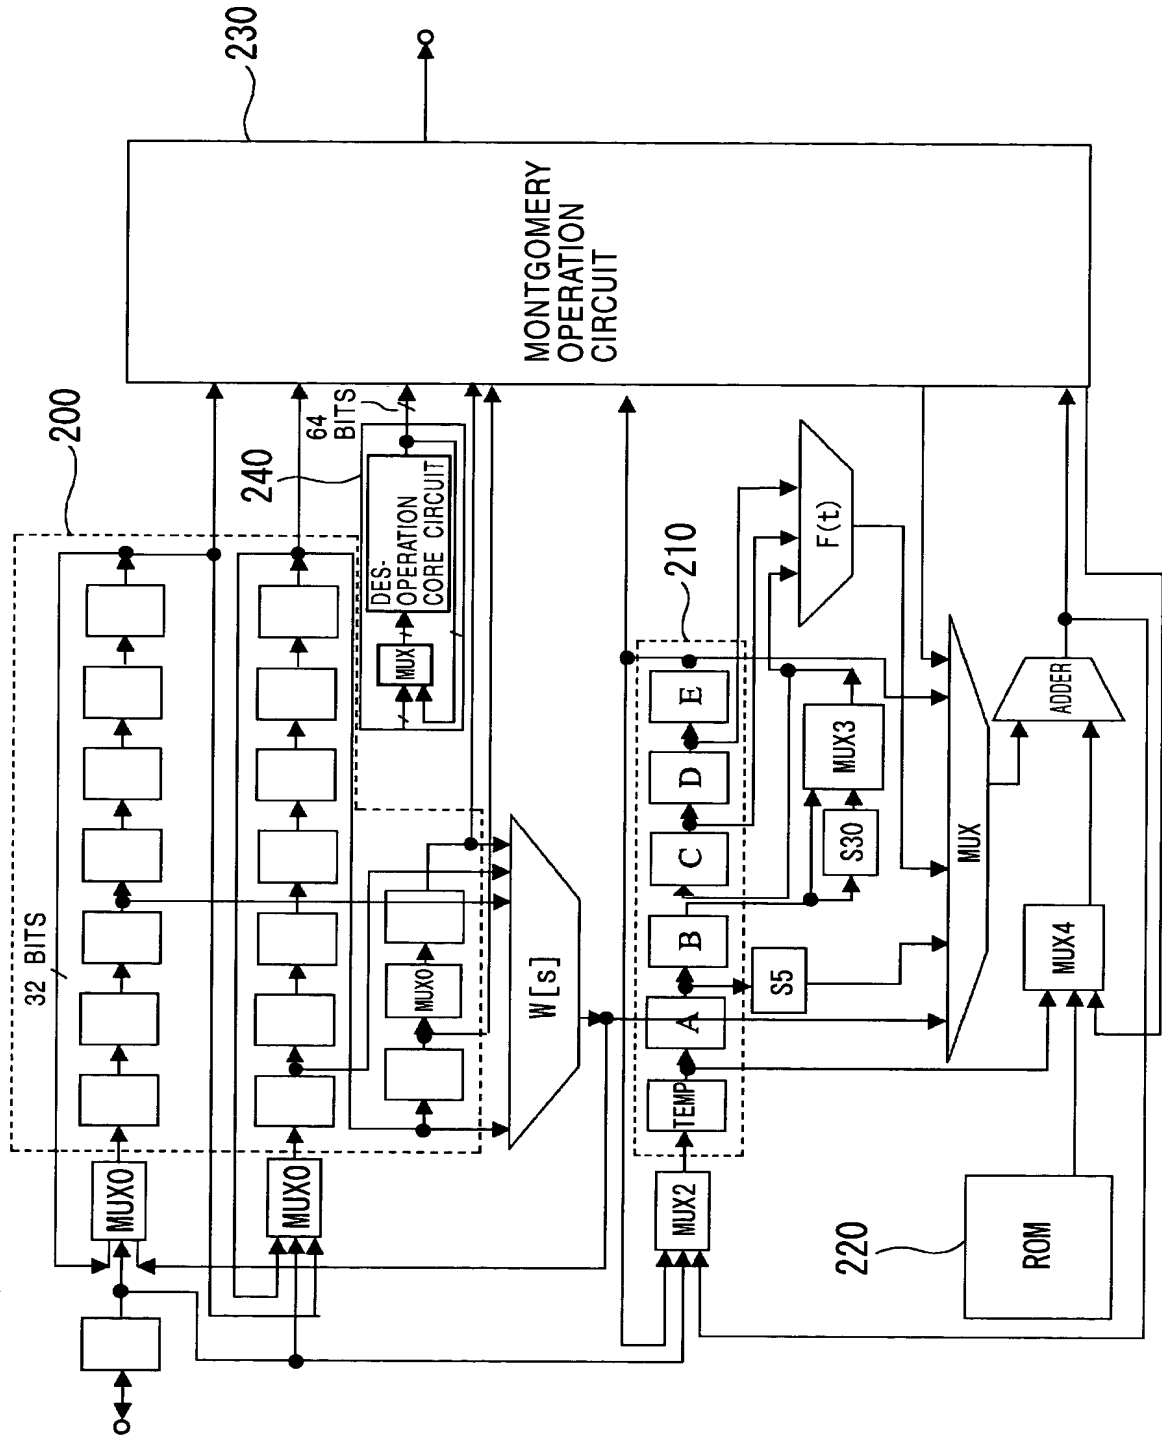 230
200
32 BITS
MUX0
MUX0
240
64
BITS
DES-
OPERATION
CORE CIRCUIT
MUX
MUX0
W[s]
MONTGOMERY
OPERATION
CIRCUIT
210
MUX2
TEMP
A
B
C
D
E
S5
S30
MUX3
F(t)
MUX
ADDER
MUX4
220
ROM